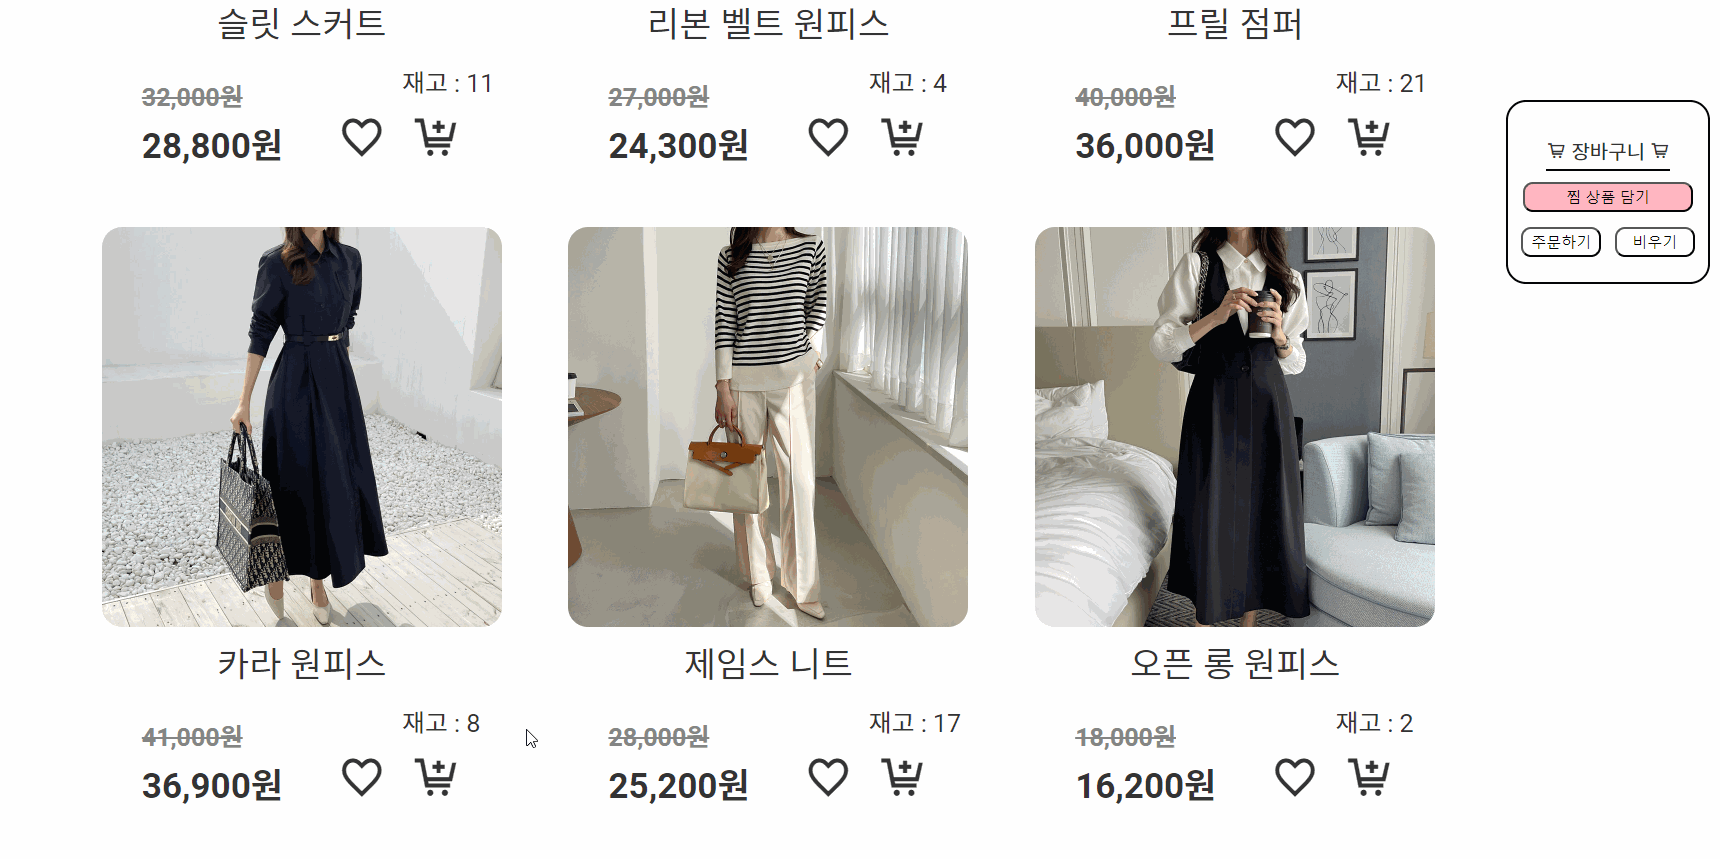 슬릿 스커트
리본 벨트 원피스
프릴 점퍼
재고 : 11
32,000원
28,800원
재고 : 4
27,000원
24,300원
재고 : 21
40,000원
36,000원
장바구니
찜 상품 담기
주문하기
비우기
카라 원피스
제임스 니트
오픈 롱 원피스
재고 : 8
41,000원
36,900원
재고 : 17
28,000원
25,200원
재고 : 2
18,000원
16,200원